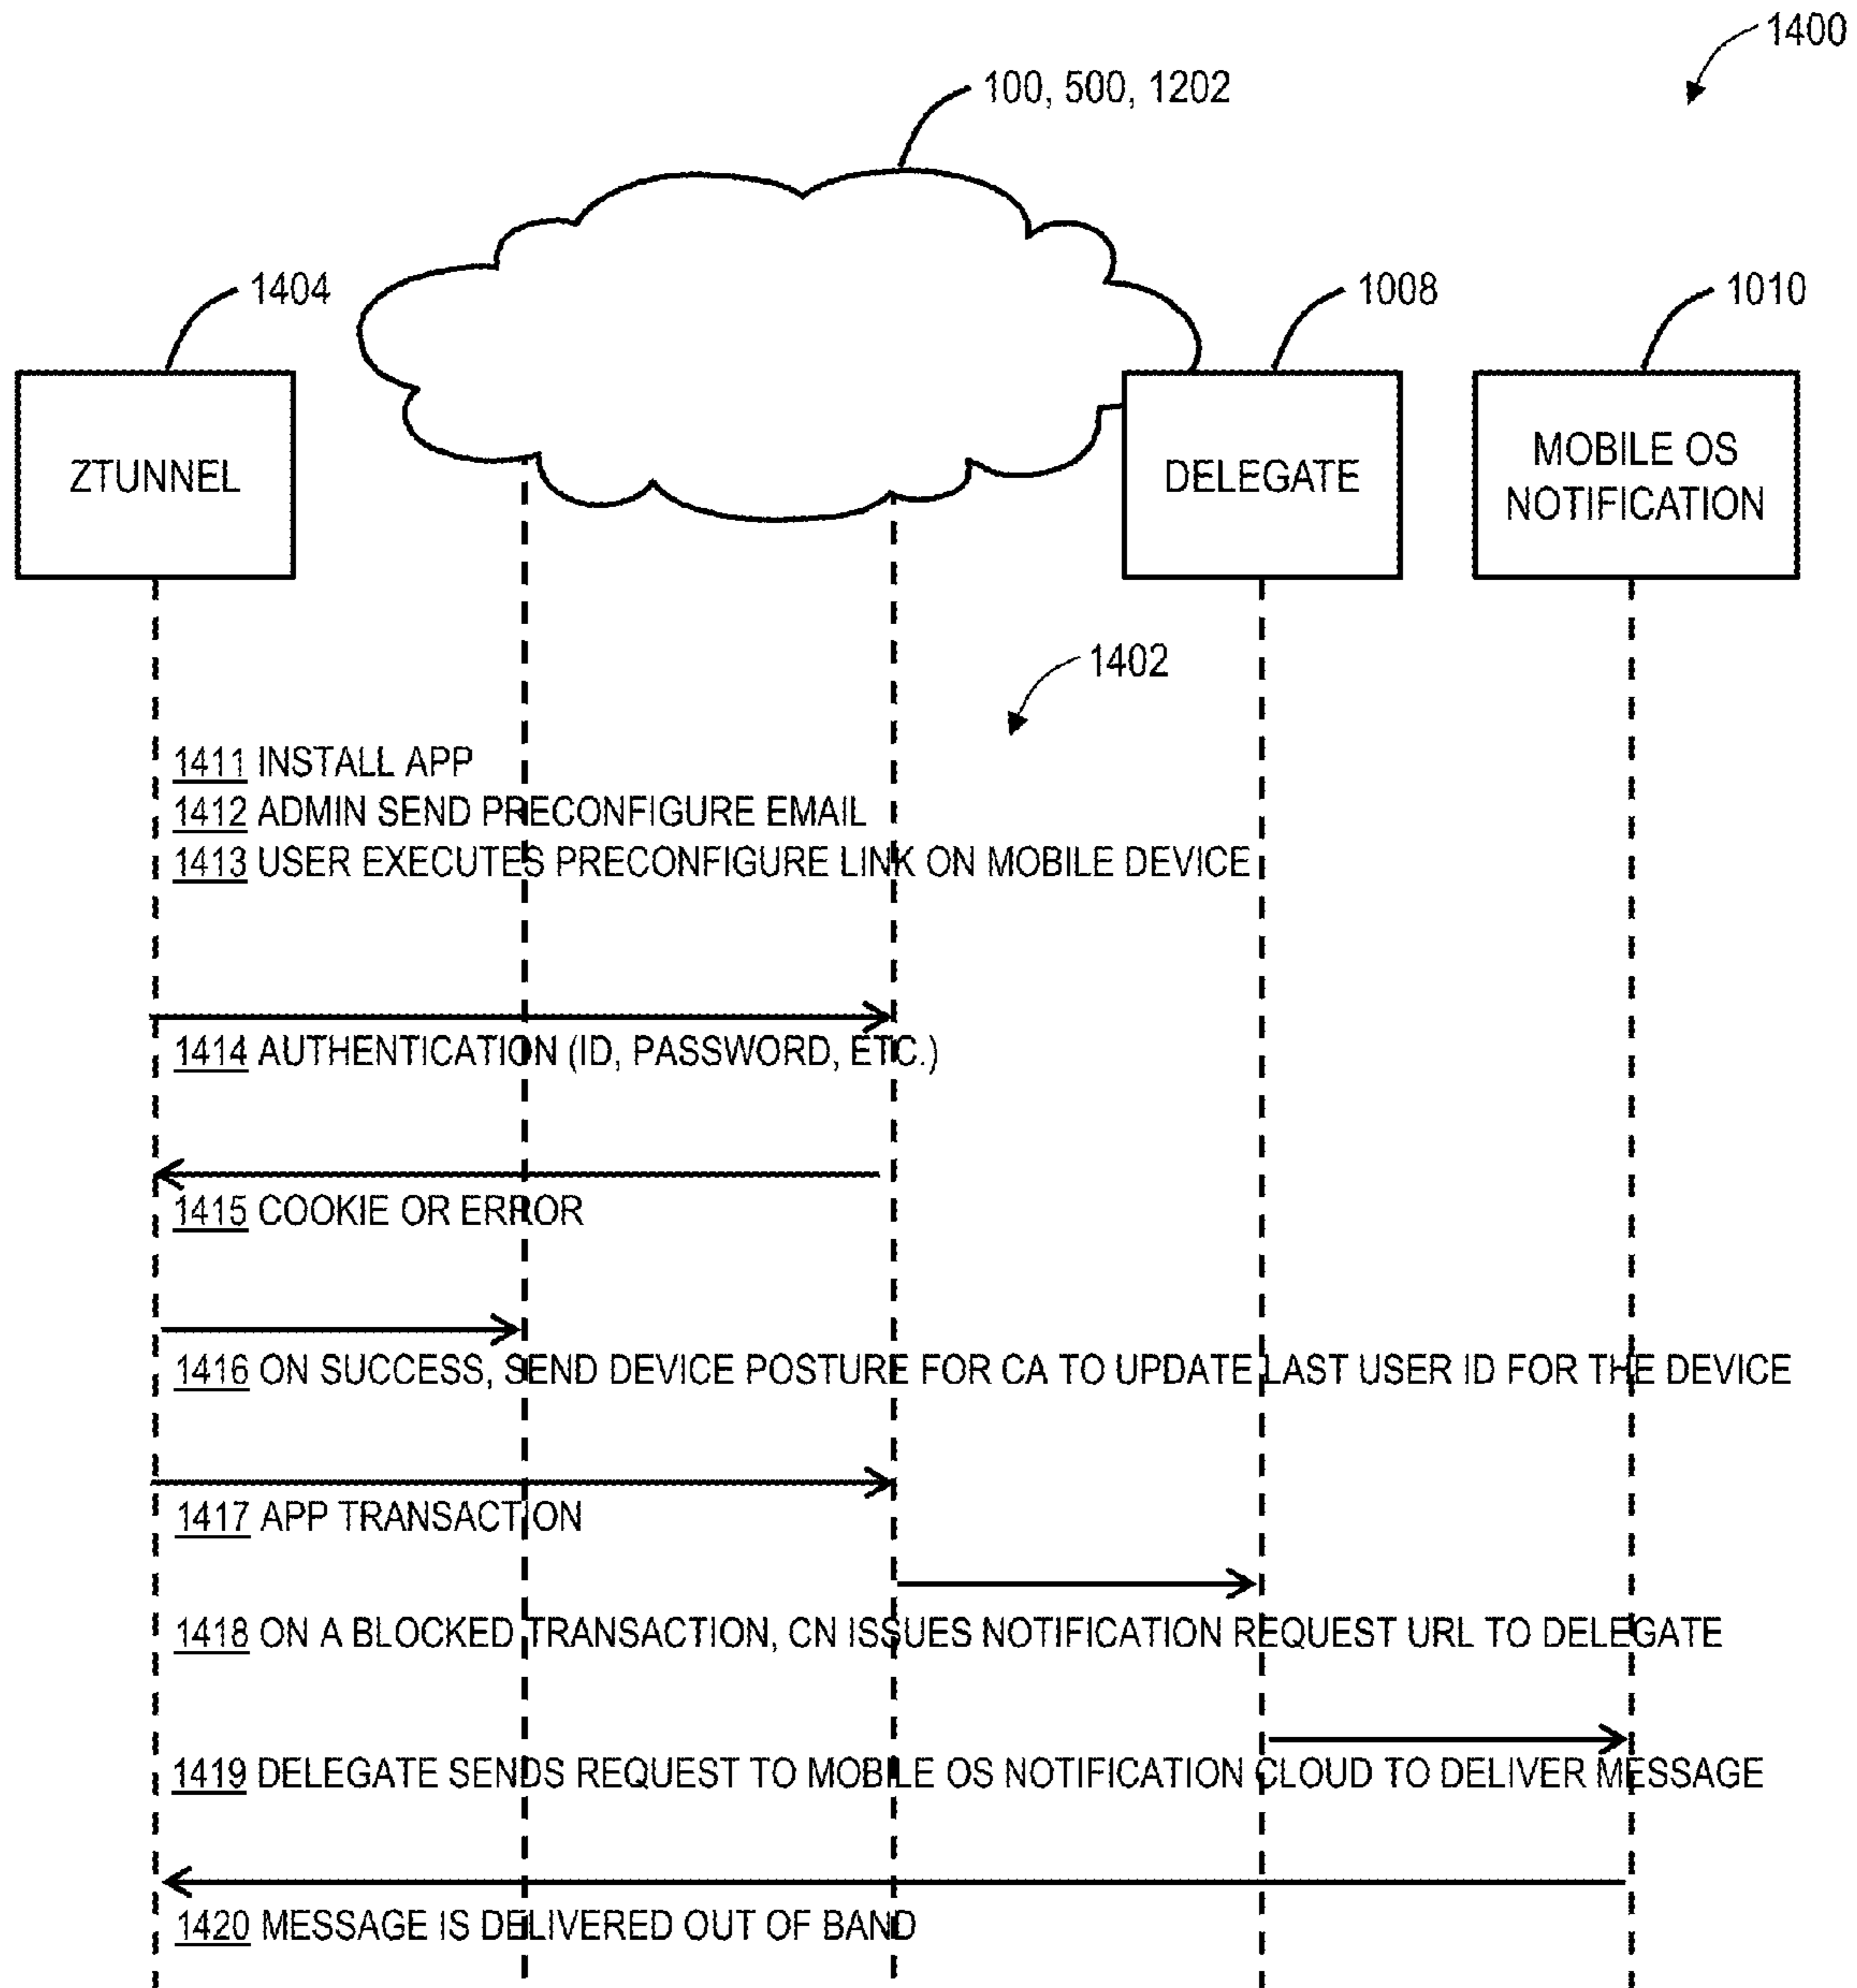 1400
100, 500, 1202
1404
1008
1010
ZTUNNEL
DELEGATE
MOBILE OS
NOTIFICATION
1402
1411 INSTALL APP
1412 ADMIN SEND PRECONFIGURE EMAIL
1413 USER EXECUTES PRECONFIGURE LINK ON MOBILE DEVICE
1414 AUTHENTICATION (ID, PASSWORD, ETC.)
1415 COOKIE OR ERROR
1416 ON SUCCESS, SEND DEVICE POSTURE FOR CA TO UPDATE LAST USER ID FOR THE DEVICE
1417 APP TRANSACTION
1418 ON A BLOCKED TRANSACTION, CN ISSUES NOTIFICATION REQUEST URL TO DELEGATE
1419 DELEGATE SENDS REQUEST TO MOBILE OS NOTIFICATION CLOUD TO DELIVER MESSAGE
1420 MESSAGE IS DELIVERED OUT OF BAND